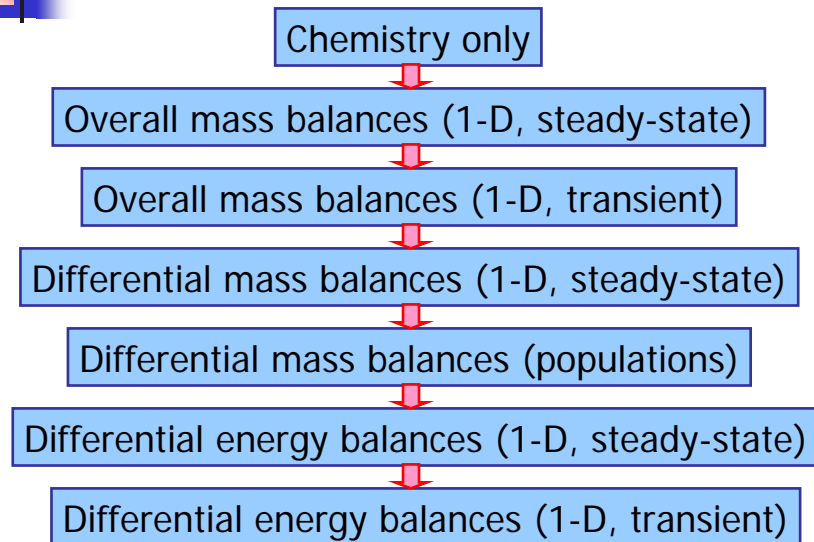 Chemistry only
Overall mass balances (1-D, steady-state)
Overall mass balances (1-D, transient)
Differential mass balances (1-D, steady-state)
Differential mass balances (populations)
Differential energy balances (1-D, steady-state)
Differential energy balances (1-D, transient)